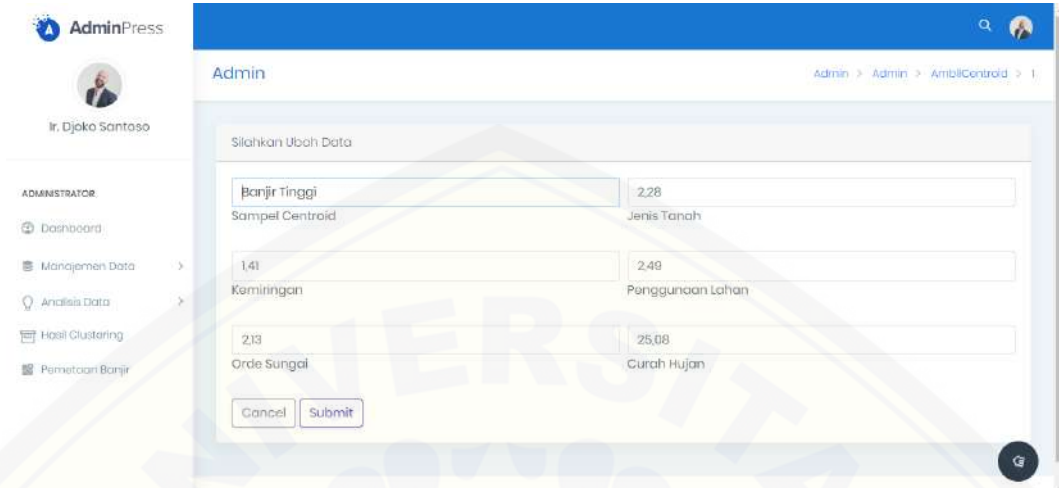 AdminPress
Ir. Djoko Santoso
ADMINISTRATOR
Dashboard
Manajemen Data
Analisis Data
Hasil Clustering
Pemetaan Banjir
Admin
Admin > Admin > AmbilCentroid > 1
Silahkan Ubah Data
Banjir Tinggi
Sampel Centroid
2,28
Jenis Tanah
1,41
Kemiringan
2,49
Penggunaan Lahan
2,13
Orde Sungai
25,08
Curah Hujan
Cancel
Submit
UNIVERSITA